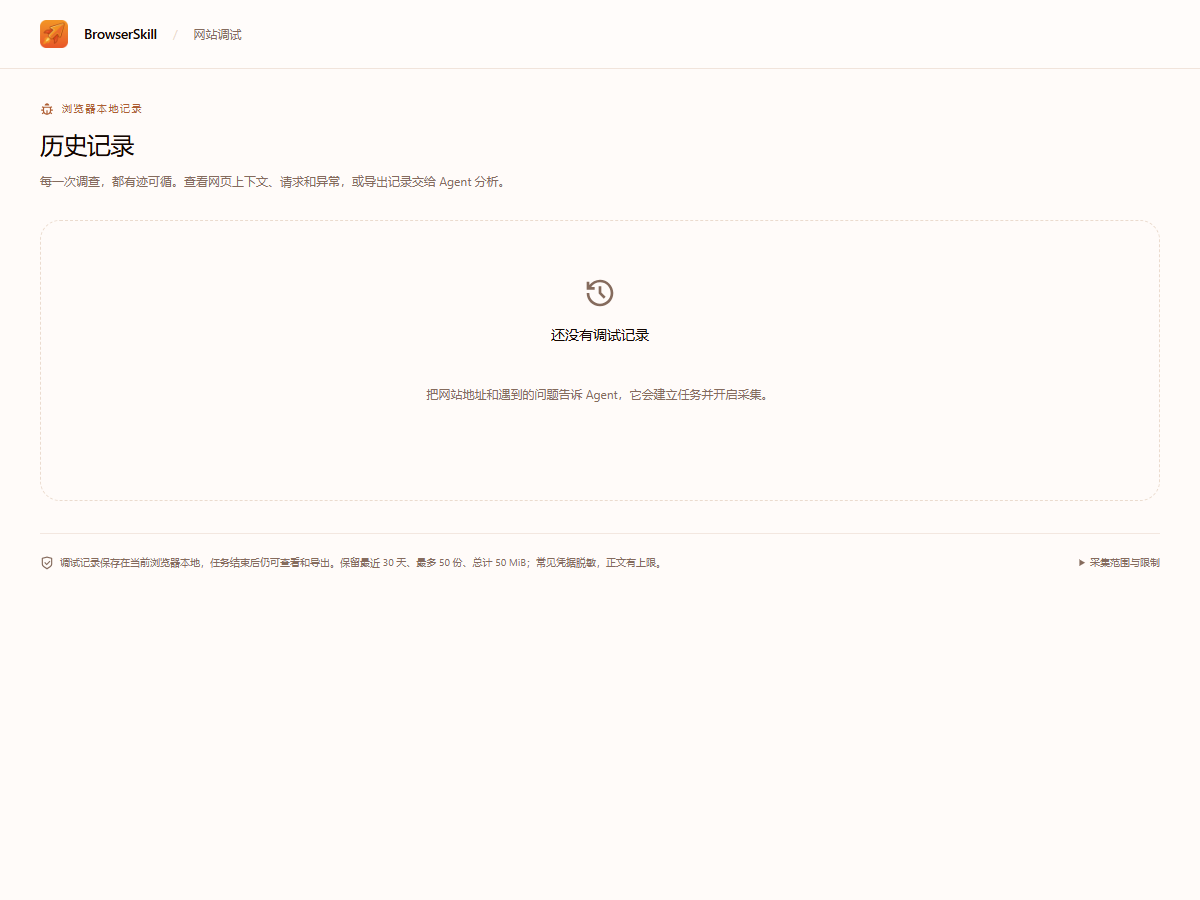 BrowserSkill / 网站调试
浏览器本地记录
历史记录
每一次调查，都有迹可循。查看网页上下文、请求和异常，或导出记录交给 Agent 分析。
还没有调试记录
把网站地址和遇到的问题告诉 Agent，它会建立任务并开启采集。
调试记录保存在当前浏览器本地，任务结束后仍可查看和导出。保留最近 30 天、最多 50 份、总计 50 MiB；常见凭据脱敏，正文有上限。
采集范围与限制